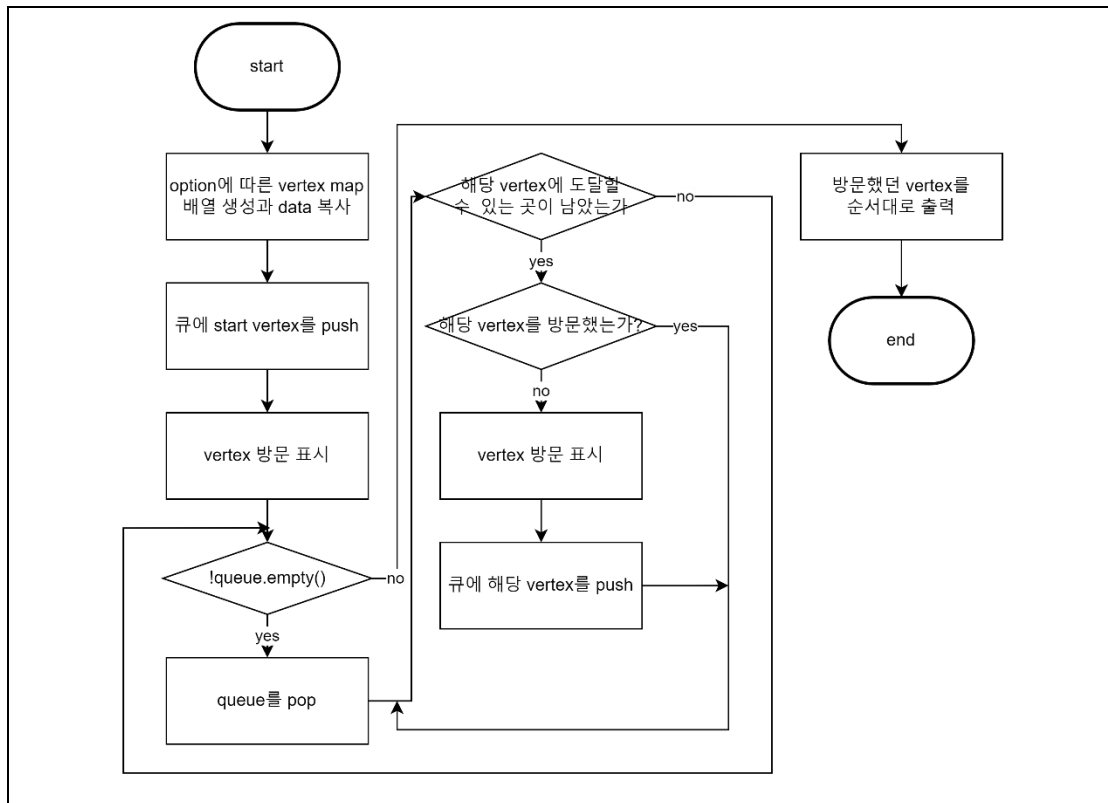 start
option에 따른 vertex map
배열 생성과 data 복사
큐에 start vertex를 push
vertex 방문 표시
!queue.empty()
no
yes
queue를 pop
해당 vertex에 도달할
수 있는 곳이 남았는가
no
yes
해당 vertex를 방문했는가?
yes
no
vertex 방문 표시
큐에 해당 vertex를 push
방문했던 vertex를
순서대로 출력
end